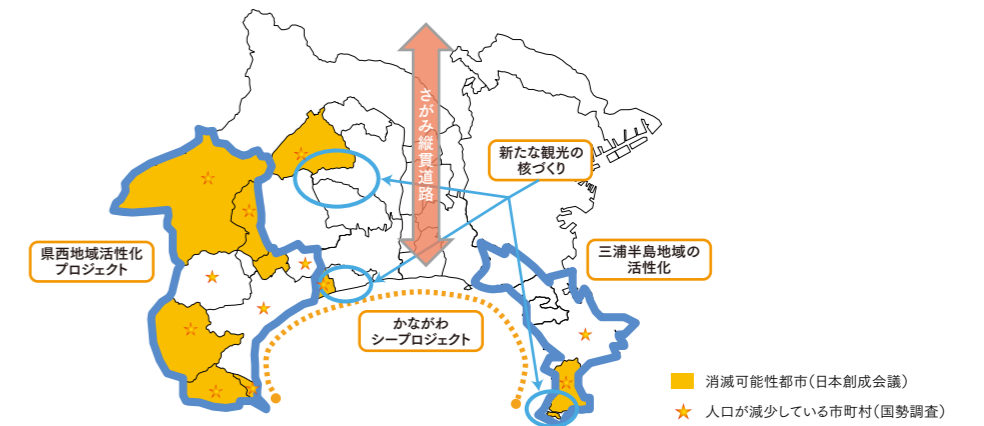 さがみ縦貫道路
新たな観光の
核づくり
県西地域活性化
プロジェクト
三浦半島地域の
活性化
かながわ
シープロジェクト
消滅可能性都市(日本創成会議)
人口が減少している市町村(国勢調査)